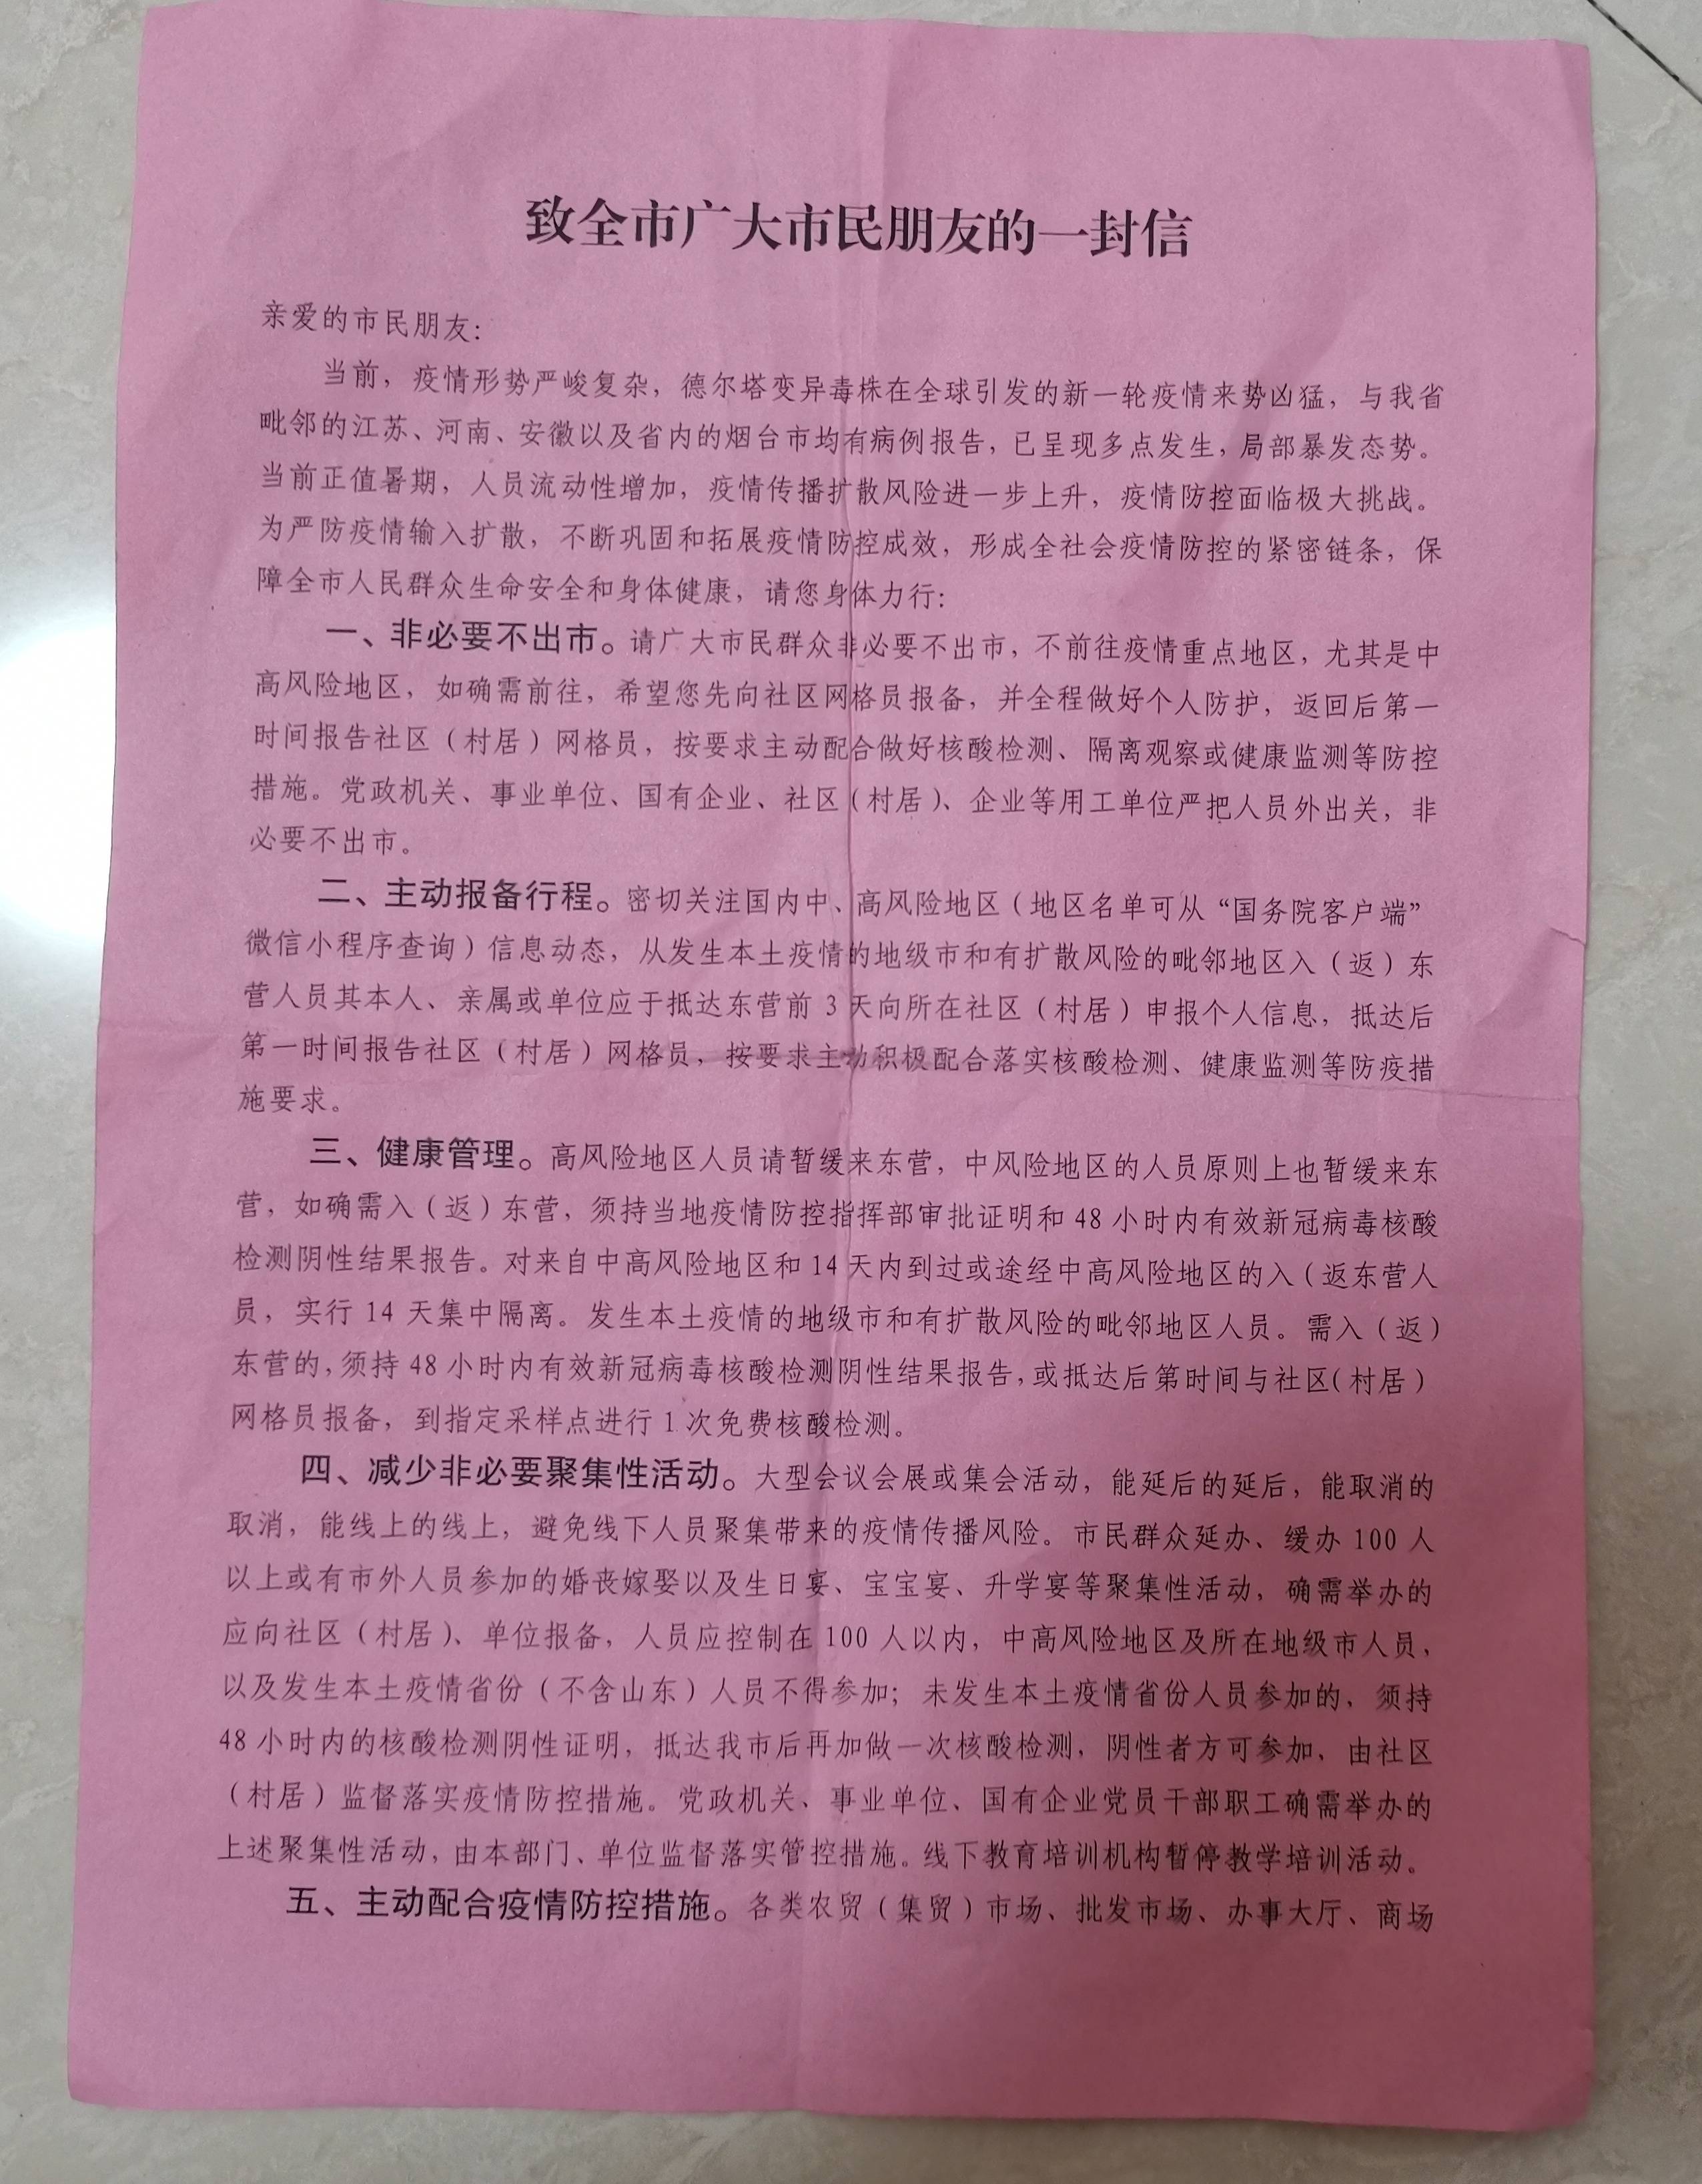 致全市广大市民朋友的一封信
亲爱的市民朋友：
当前，疫情形势严峻复杂，德尔塔变异毒株在全球引发的新一轮疫情来势凶猛，与我省
毗邻的江苏、河南、安徽以及省内的烟台市均有病例报告，已呈现多点发生，局部暴发态势。
当前正值暑期，人员流动性增加，疫情传播扩散风险进一步上升，疫情防控面临极大挑战。
为严防疫情输入扩散，不断巩固和拓展疫情防控成效，形成全社会疫情防控的紧密链条，保
障全市人民群众生命安全和身体健康，请您身体力行：
一、非必要不出市。请广大市民群众非必要不出市，不前往疫情重点地区，尤其是中
高风险地区，如确需前往，希望您先向社区网格员报备，并全程做好个人防护，返回后第一
时间报告社区（村居）网格员，按要求主动配合做好核酸检测、隔离观察或健康监测等防控
措施。党政机关、事业单位、国有企业、社区（村居）、企业等用工单位严把人员外出关，非
必要不出市。
二、主动报备行程。密切关注国内中、高风险地区（地区名单可从“国务院客户端”
微信小程序查询）信息动态，从发生本土疫情的地级市和有扩散风险的毗邻地区入（返）东
营人员其本人、亲属或单位应于抵达东营前 3 天向所在社区（村居）申报个人信息，抵达后
第一时间报告社区（村居）网格员，按要求主动积极配合落实核酸检测、健康监测等防疫措
施要求。
三、健康管理。高风险地区人员请暂缓来东营，中风险地区的人员原则上也暂缓来东
营，如确需入（返）东营，须持当地疫情防控指挥部审批证明和 48 小时内有效新冠病毒核酸
检测阴性结果报告。对来自中高风险地区和 14 天内到过或途经中高风险地区的入（返东营人
员，实行 14 天集中隔离。发生本土疫情的地级市和有扩散风险的毗邻地区人员。需入（返）
东营的，须持 48 小时内有效新冠病毒核酸检测阴性结果报告，或抵达后第时间与社区（村居）
网格员报备，到指定采样点进行 1 次免费核酸检测。
四、减少非必要聚集性活动。大型会议会展或集会活动，能延后的延后，能取消的
取消，能线上的线上，避免线下人员聚集带来的疫情传播风险。市民群众延办、缓办 100 人
以上或有市外人员参加的婚丧嫁娶以及生日宴、宝宝宴、升学宴等聚集性活动，确需举办的
应向社区（村居）、单位报备，人员应控制在 100 人以内，中高风险地区及所在地级市人员，
以及发生本土疫情省份（不含山东）人员不得参加；未发生本土疫情省份人员参加的，须持
48 小时内的核酸检测阴性证明，抵达我市后再加做一次核酸检测，阴性者方可参加，由社区
（村居）监督落实疫情防控措施。党政机关、事业单位、国有企业党员干部职工确需举办的
上述聚集性活动，由本部门、单位监督落实管控措施。线下教育培训机构暂停教学培训活动。
五、主动配合疫情防控措施。各类农贸（集贸）市场、批发市场、办事大厅、商场